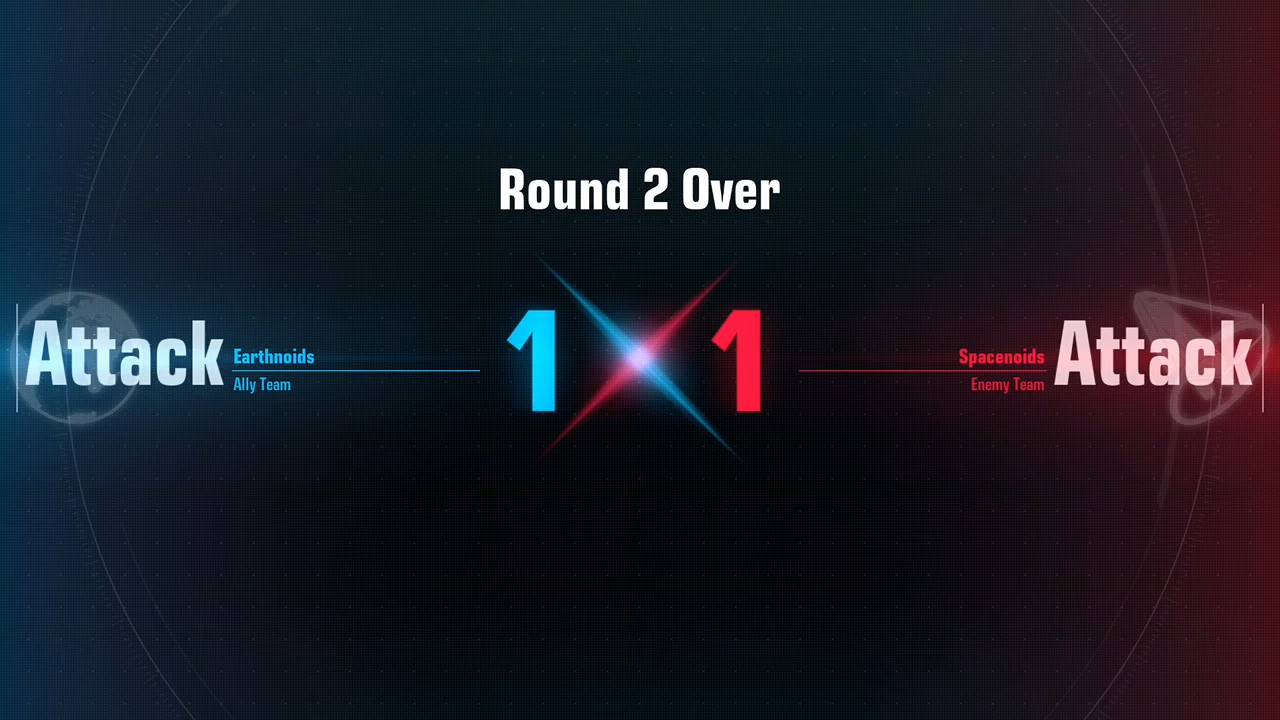 Round 2 Over
Attack
Earthnoids
Ally Team
1
1
Spacenoids
Enemy Team
Attack